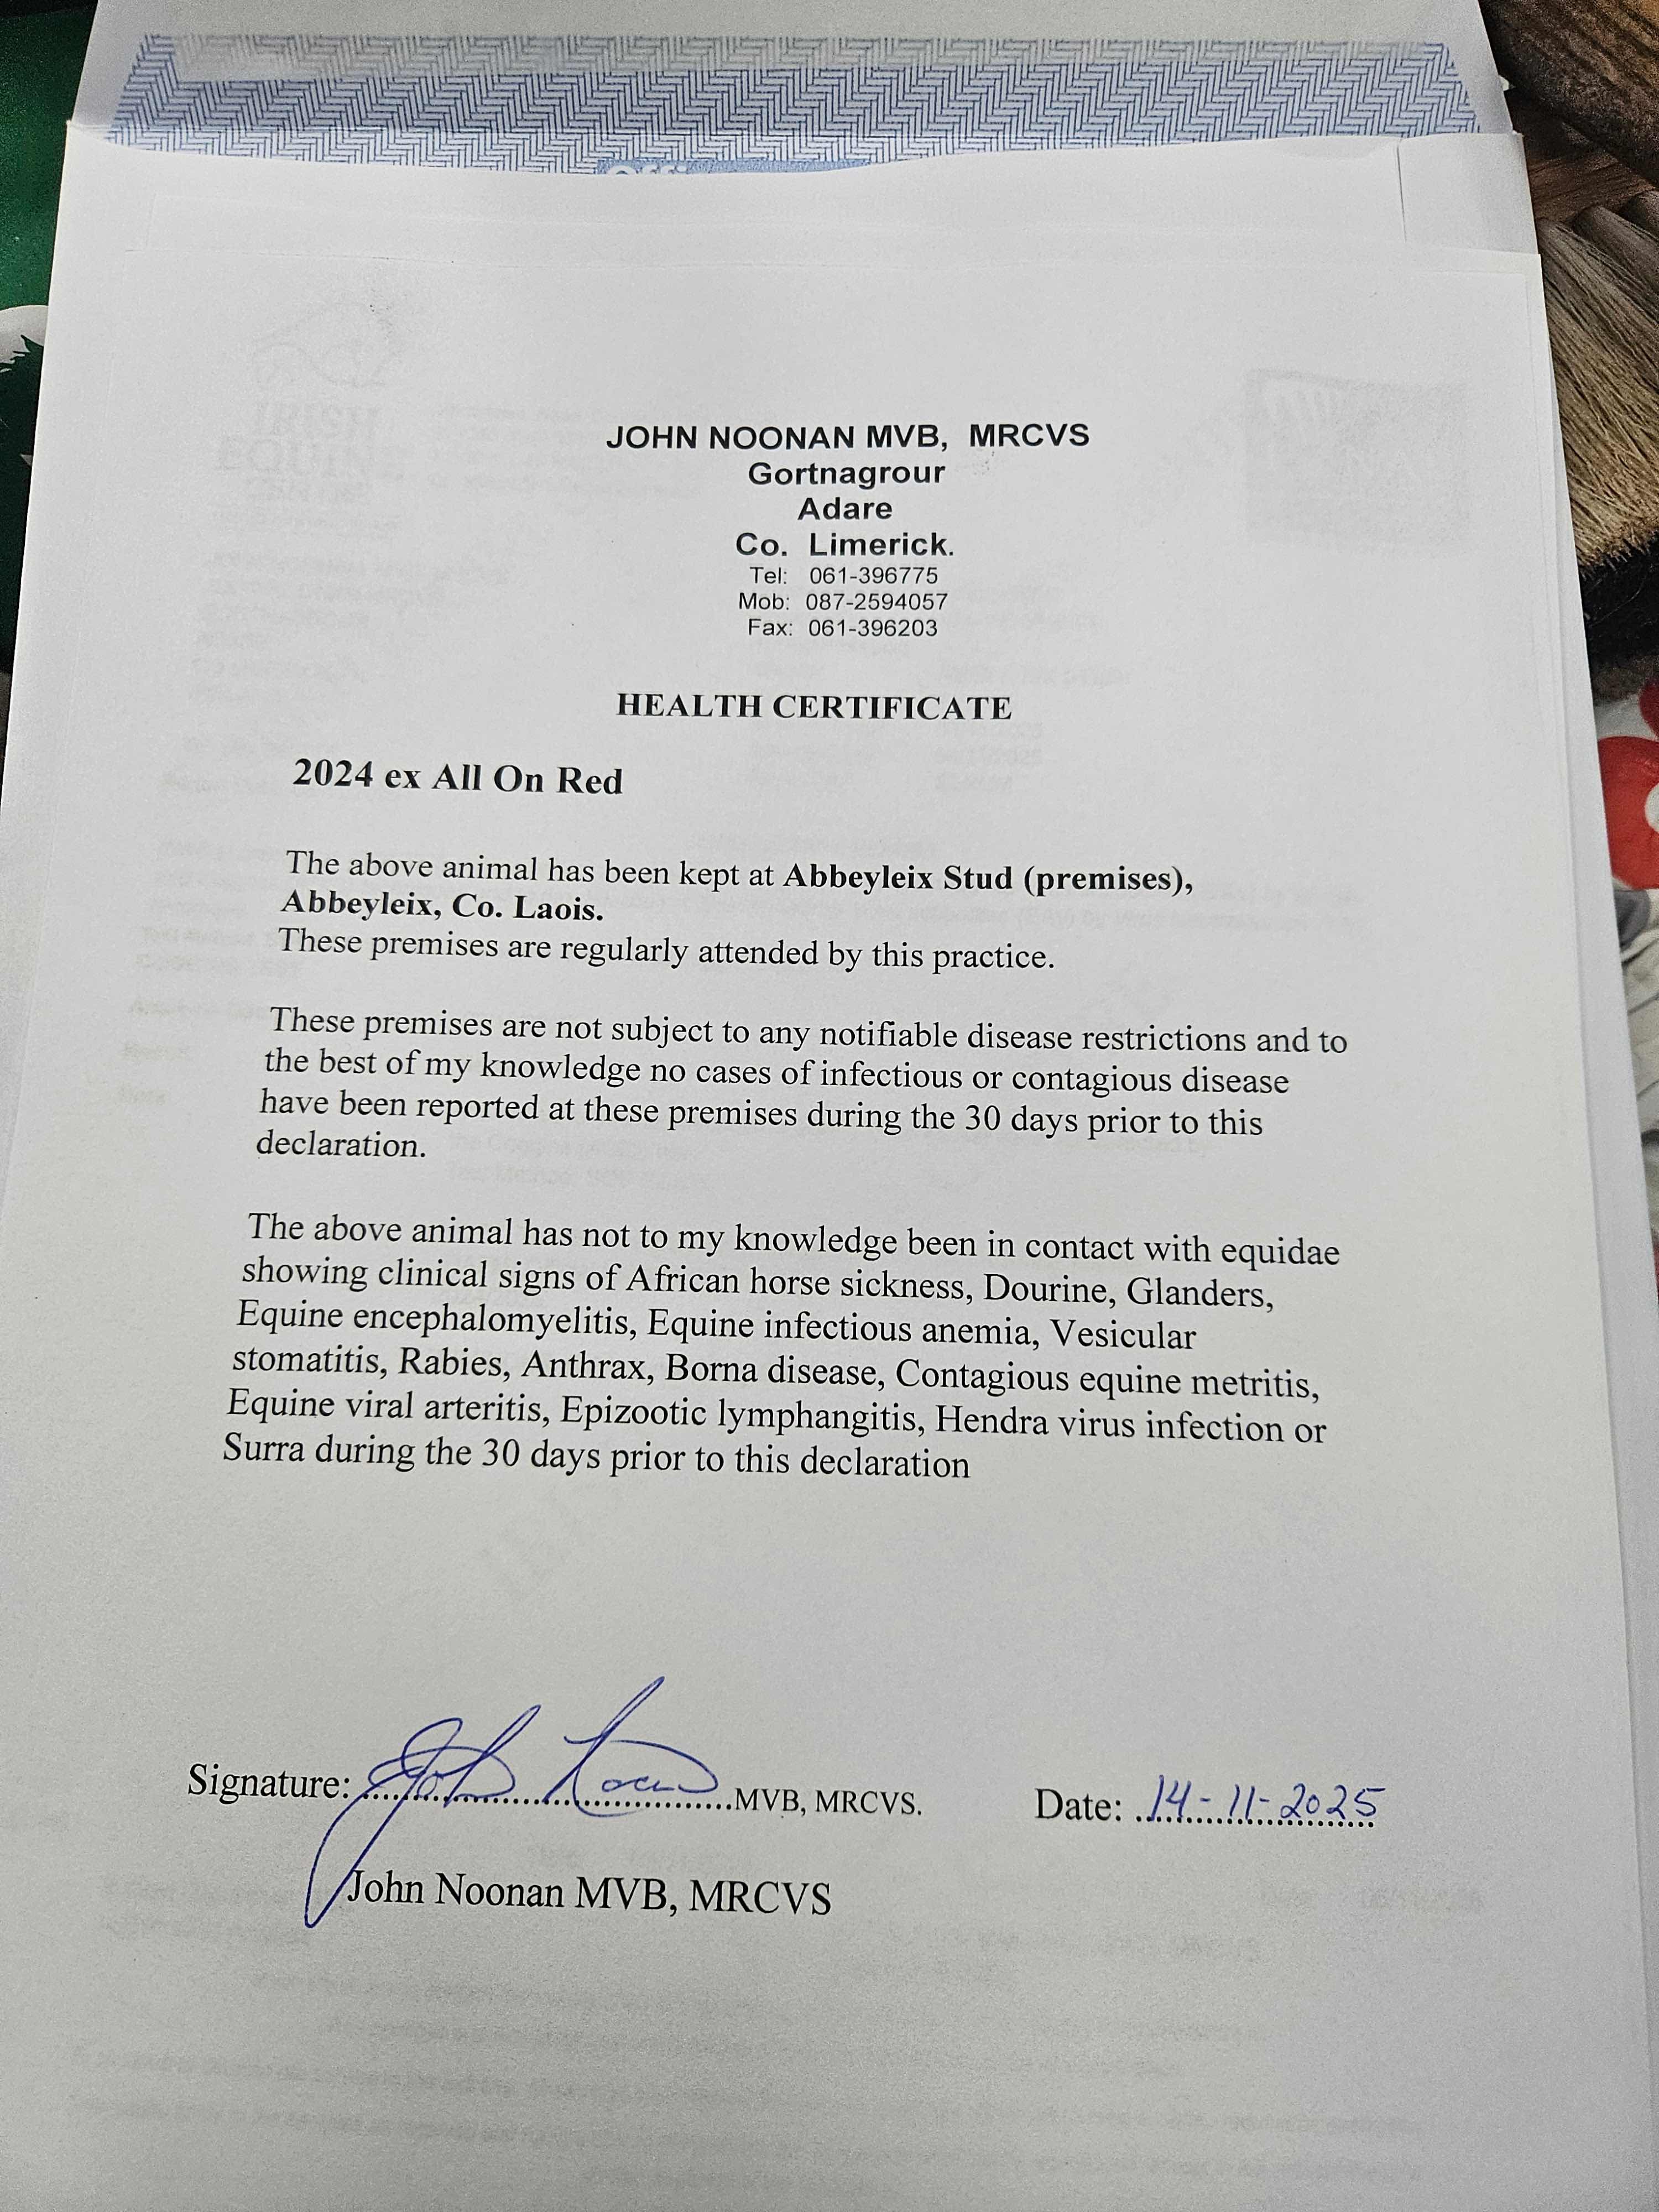 JOHN NOONAN MVB, MRCVS
Gortnagrour
Adare
Co. Limerick.
Tel: 061-396775
Mob: 087-2594057
Fax: 061-396203
HEALTH CERTIFICATE
2024 ex All On Red
The above animal has been kept at Abbeyleix Stud (premises),
Abbeyleix, Co. Laois.
These premises are regularly attended by this practice.
These premises are not subject to any notifiable disease restrictions and to
the best of my knowledge no cases of infectious or contagious disease
have been reported at these premises during the 30 days prior to this
declaration.
The above animal has not to my knowledge been in contact with equidae
showing clinical signs of African horse sickness, Dourine, Glanders,
Equine encephalomyelitis, Equine infectious anemia, Vesicular
stomatitis, Rabies, Anthrax, Borna disease, Contagious equine metritis,
Equine viral arteritis, Epizootic lymphangitis, Hendra virus infection or
Surra during the 30 days prior to this declaration
Signature: John Noonan MVB, MRCVS. Date: 14-11-2025
John Noonan MVB, MRCVS